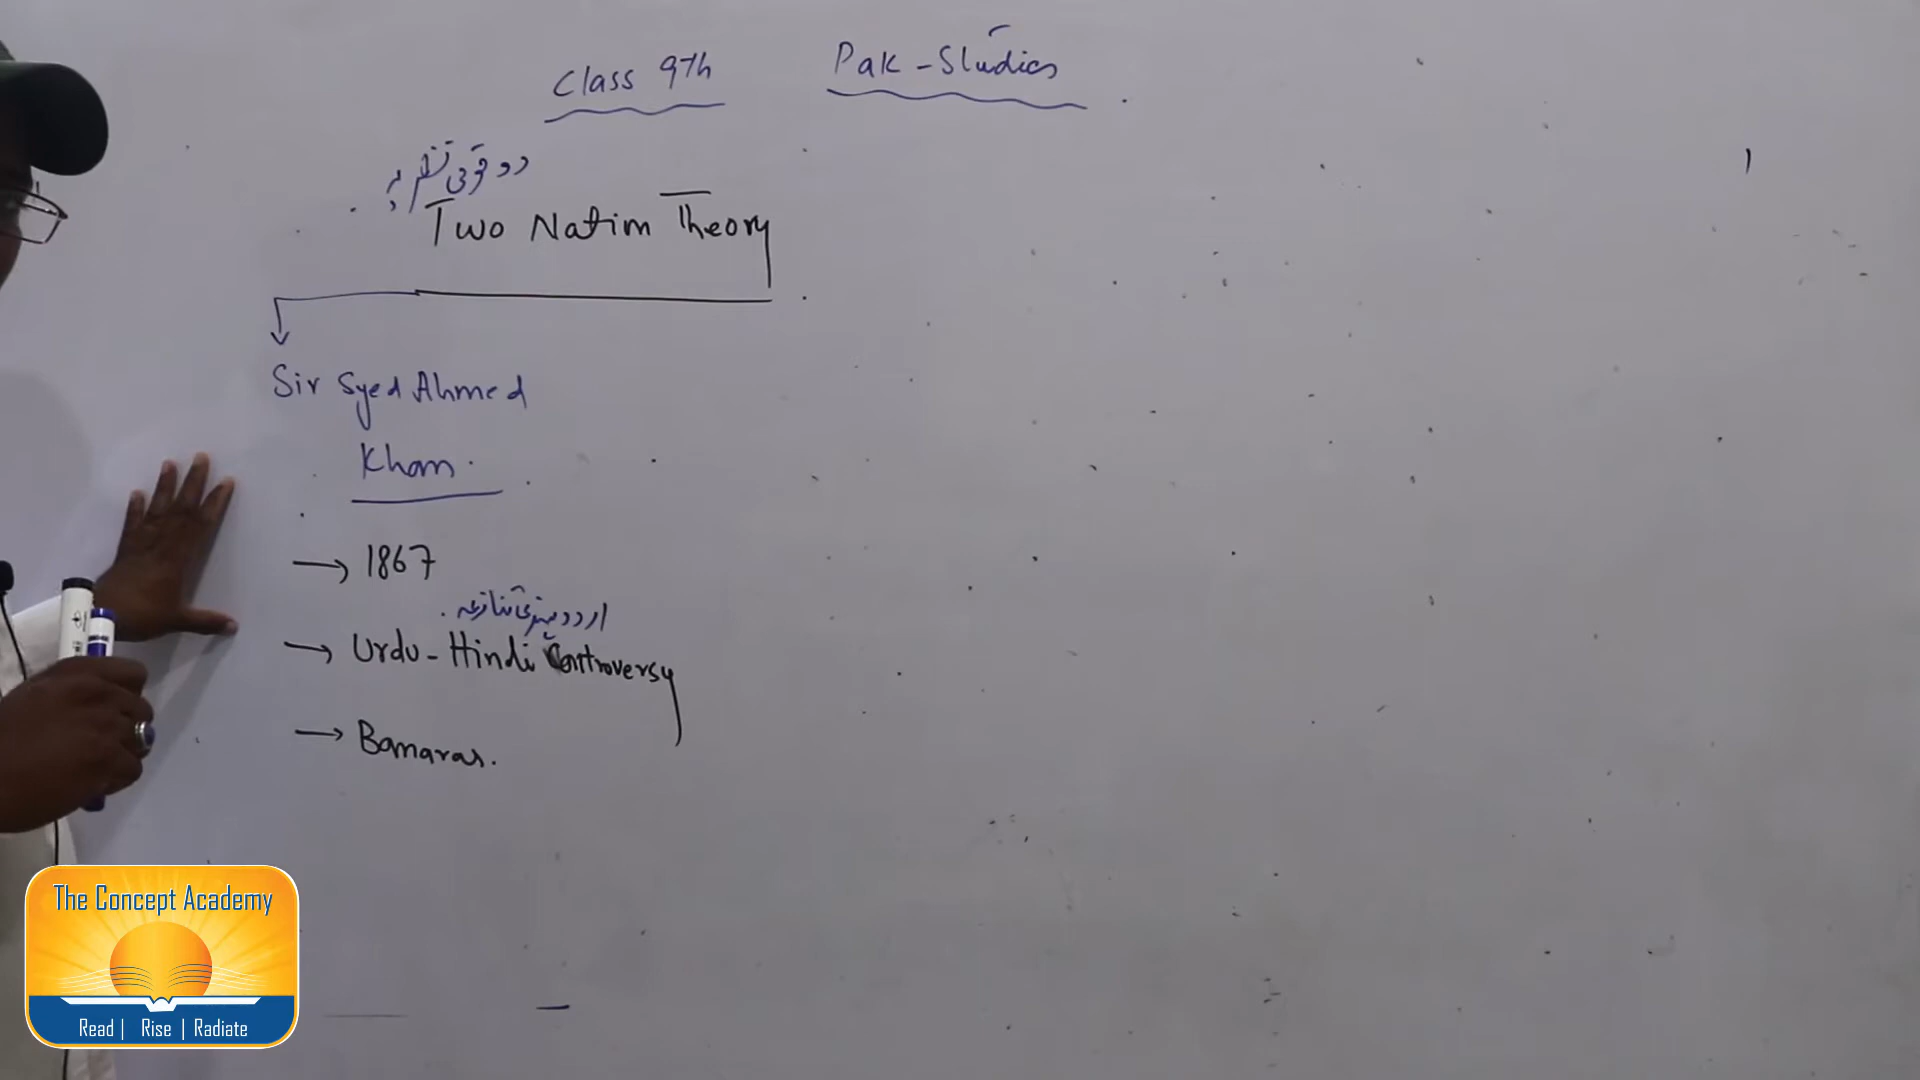 Class 9th Pak-Studies
دو قومی نظریہ
Two Nation Theory
Sir Syed Ahmed
Khan.
→ 1867
اردو ہندی تنازعہ
→ Urdu-Hindi Controversy
→ Banaras.
The Concept Academy
Read | Rise | Radiate